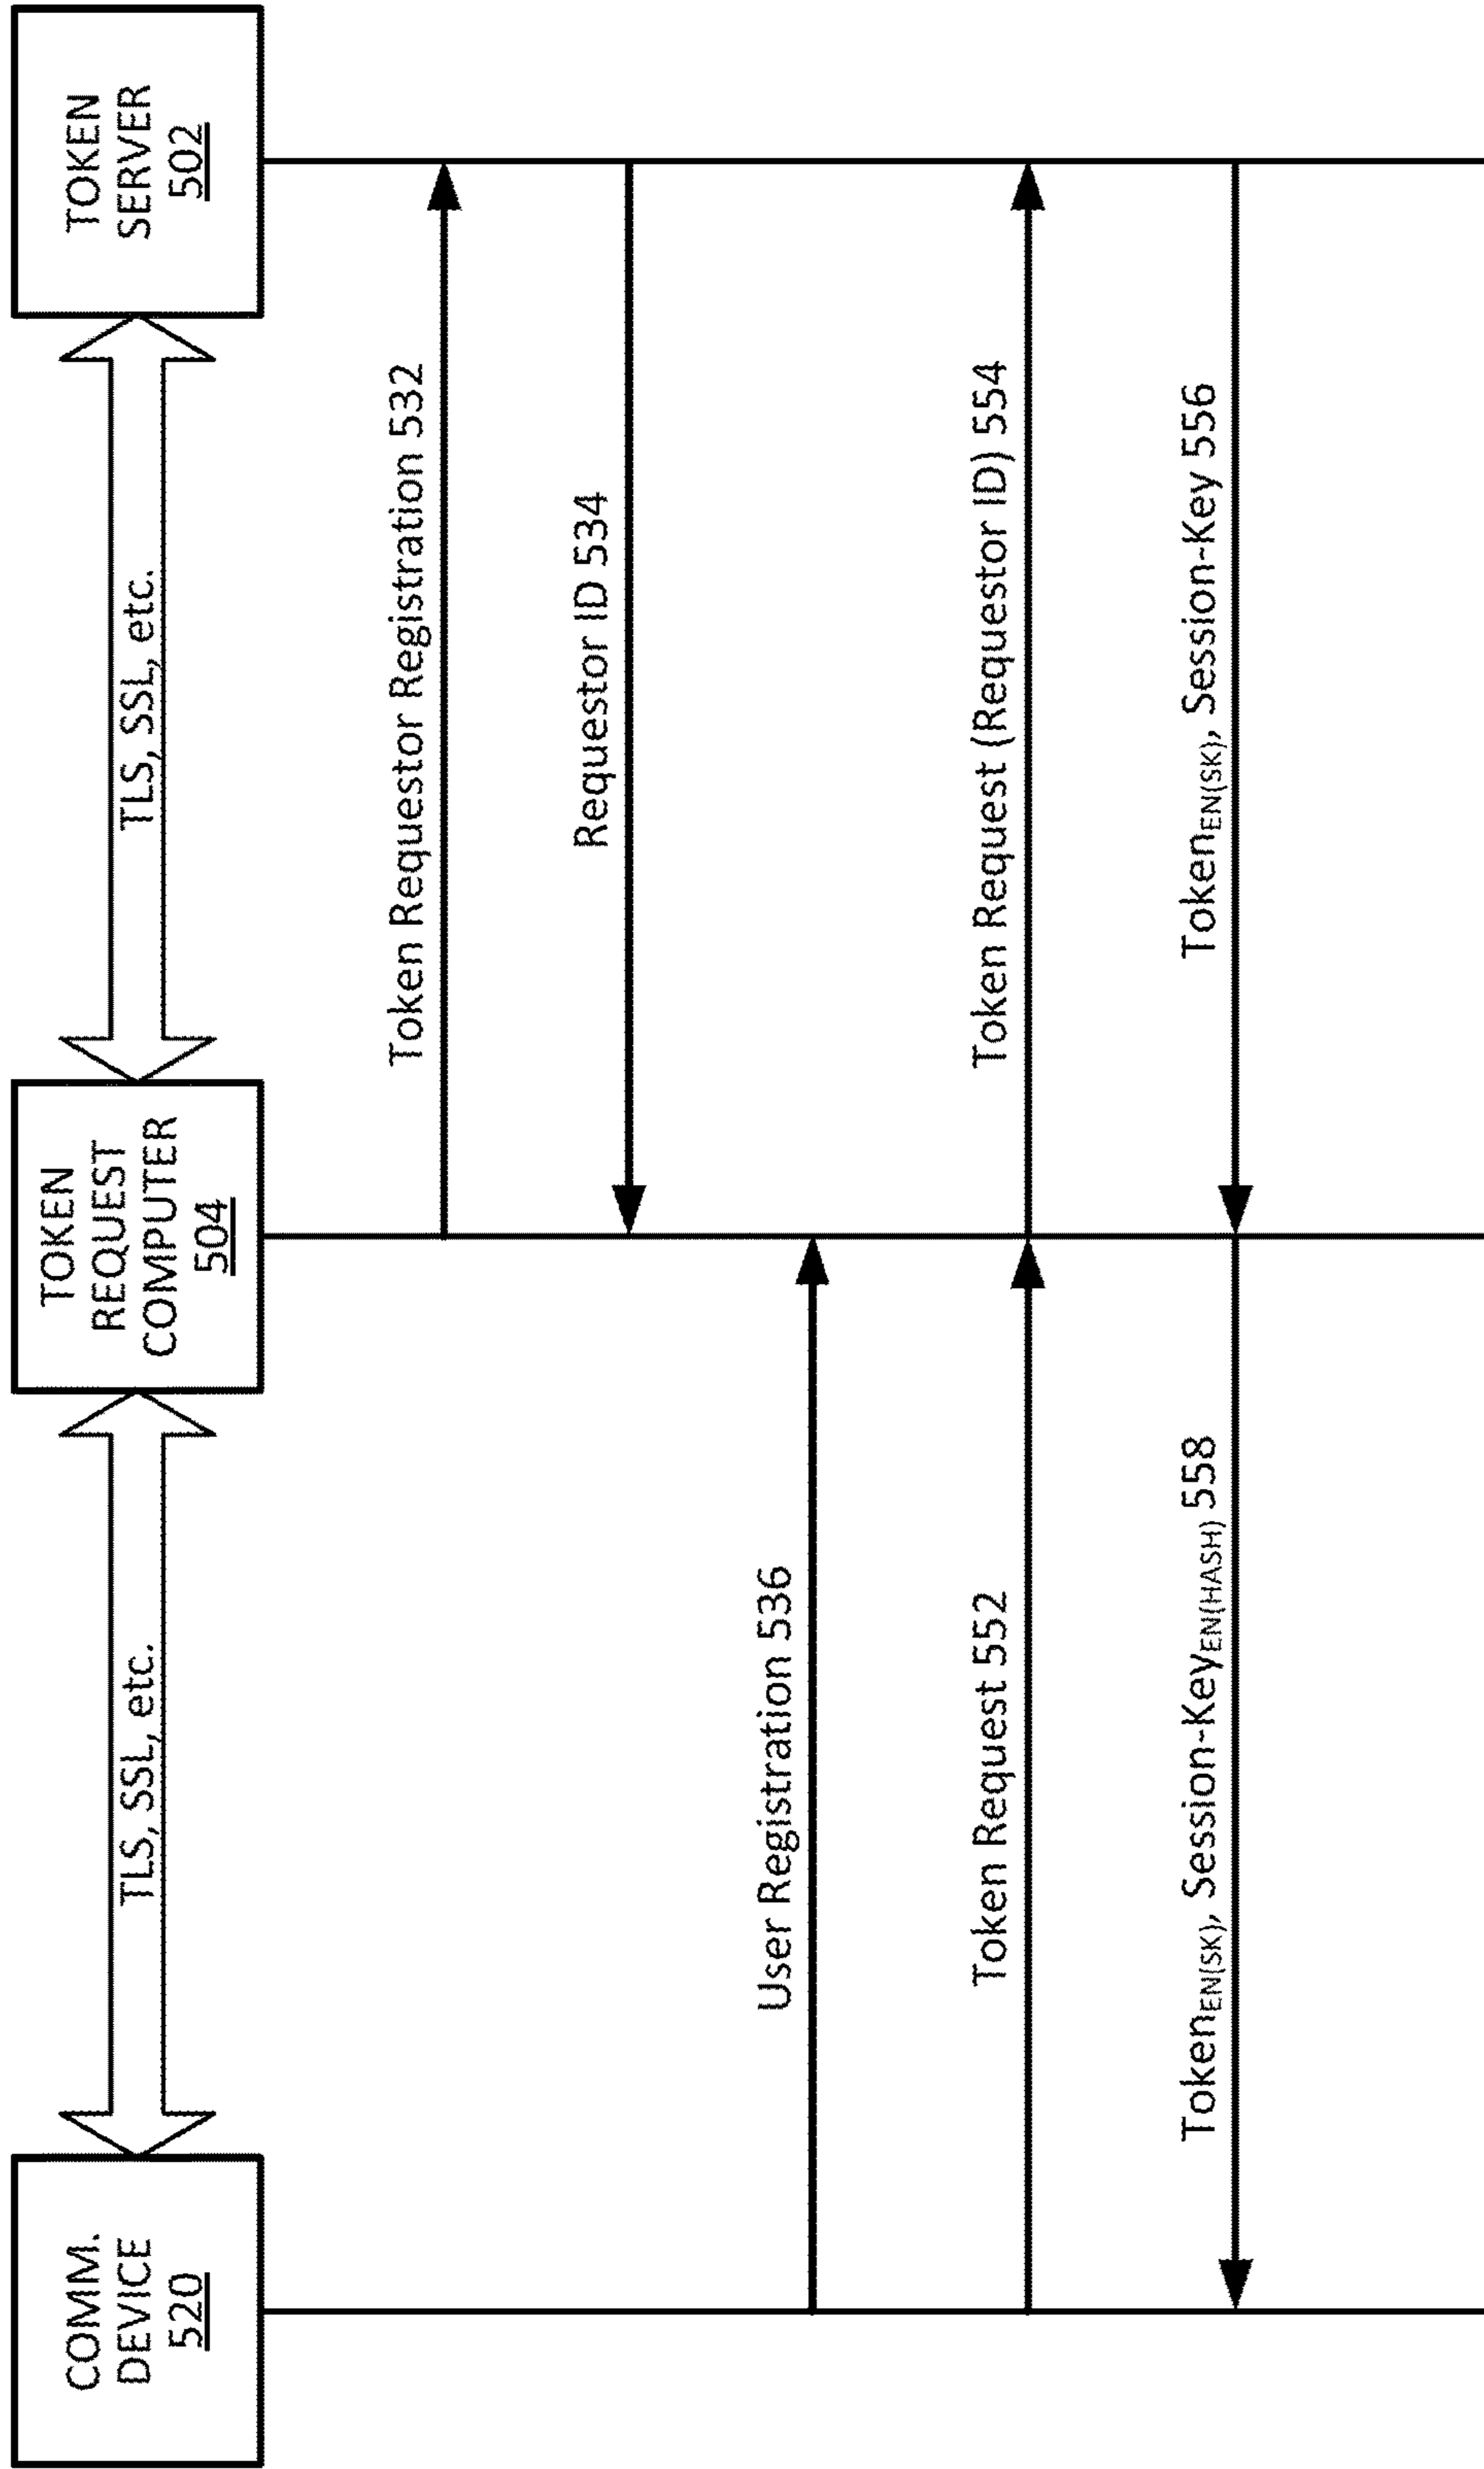 COMM.
DEVICE
520
TLS, SSL, etc.
TOKEN
REQUEST
COMPUTER
504
TLS, SSL, etc.
TOKEN
SERVER
502
Token Requestor Registration 532
Requestor ID 534
User Registration 536
Token Request 552
Token Request (Requestor ID) 554
TokenEN(SK), Session-KeyEN(HASH) 558
TokenEN(SK), Session-Key 556